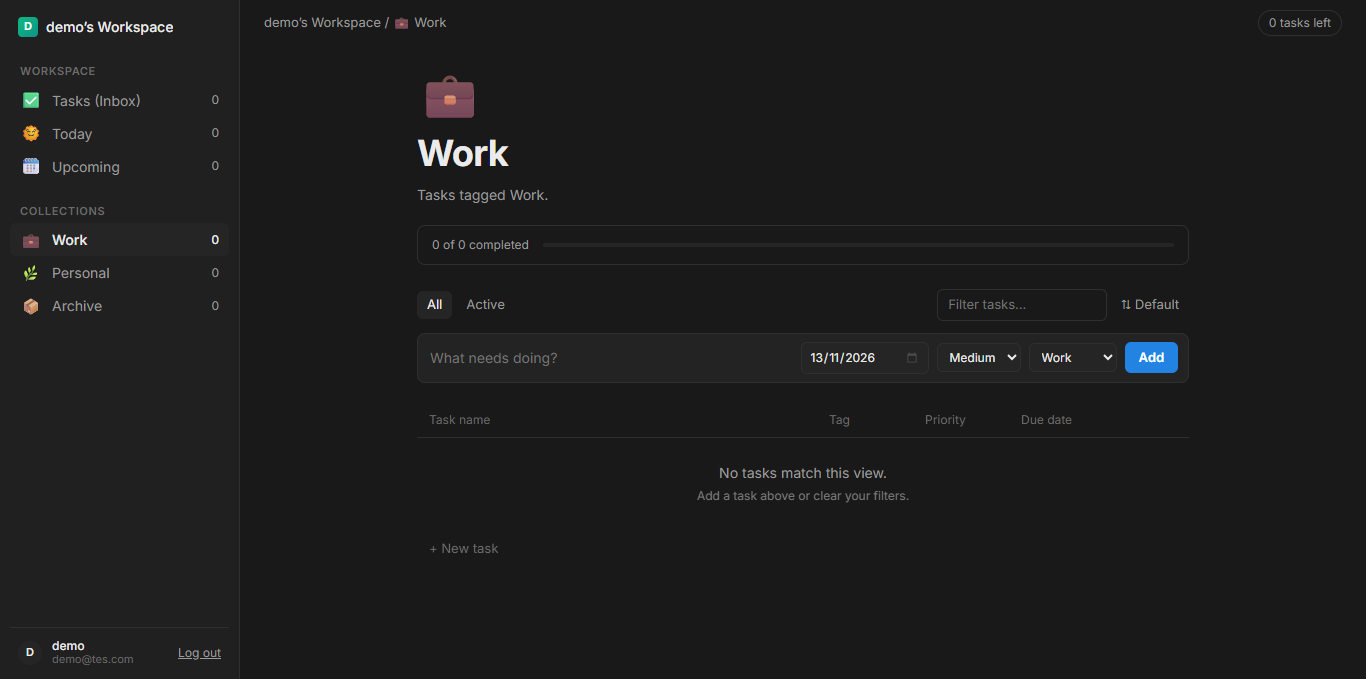 D demo's Workspace
WORKSPACE
Tasks (Inbox) 0
Today 0
Upcoming 0
COLLECTIONS
Work 0
Personal 0
Archive 0
D demo
demo@tes.com
Log out
demo's Workspace / Work
0 tasks left
Work
Tasks tagged Work.
0 of 0 completed
All Active Filter tasks... ⇅ Default
What needs doing? 13/11/2026 Medium Work Add
Task name Tag Priority Due date
No tasks match this view.
Add a task above or clear your filters.
+ New task